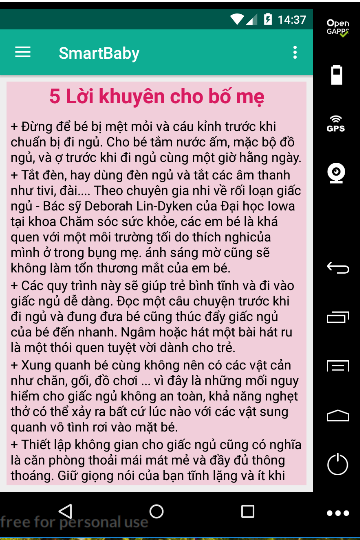 14:37
SmartBaby
5 Lời khuyên cho bố mẹ
+ Đừng để bé bị mệt mỏi và cáu kỉnh trước khi
chuẩn bị đi ngủ. Cho bé tắm nước ấm, mặc bộ đồ
ngủ, và ợ trước khi đi ngủ cùng một giờ hằng ngày.
+ Tắt đèn, hay dùng đèn ngủ và tắt các âm thanh
như tivi, đài.... Theo chuyên gia nhi về rối loạn giấc
ngủ - Bác sỹ Deborah Lin-Dyken của Đại học Iowa
tại khoa Chăm sóc sức khỏe, các em bé là khá
quen với một môi trường tối do thích nghicủa
mình ở trong bụng mẹ. ánh sáng mờ cũng sẽ
không làm tổn thương mắt của em bé.
+ Các quy trình này sẽ giúp trẻ bình tĩnh và đi vào
giấc ngủ dễ dàng. Đọc một câu chuyện trước khi
đi ngủ và đung đưa bé cũng thúc đẩy giấc ngủ
của bé đến nhanh. Ngâm hoặc hát một bài hát ru
là một thói quen tuyệt vời dành cho trẻ.
+ Xung quanh bé cùng không nên có các vật cản
như chăn, gối, đồ chơi ... vì đây là những mối nguy
hiểm cho giấc ngủ không an toàn, khả năng nghẹt
thở có thể xảy ra bất cứ lúc nào với các vật sung
quanh vô tình rơi vào mặt bé.
+ Thiết lập không gian cho giấc ngủ cũng có nghĩa
là căn phòng thoải mái mát mẻ và đầy đủ thông
thoáng. Giữ giọng nói của bạn tĩnh lặng và ít khi
free for personal use
Open
GAPPS
GPS